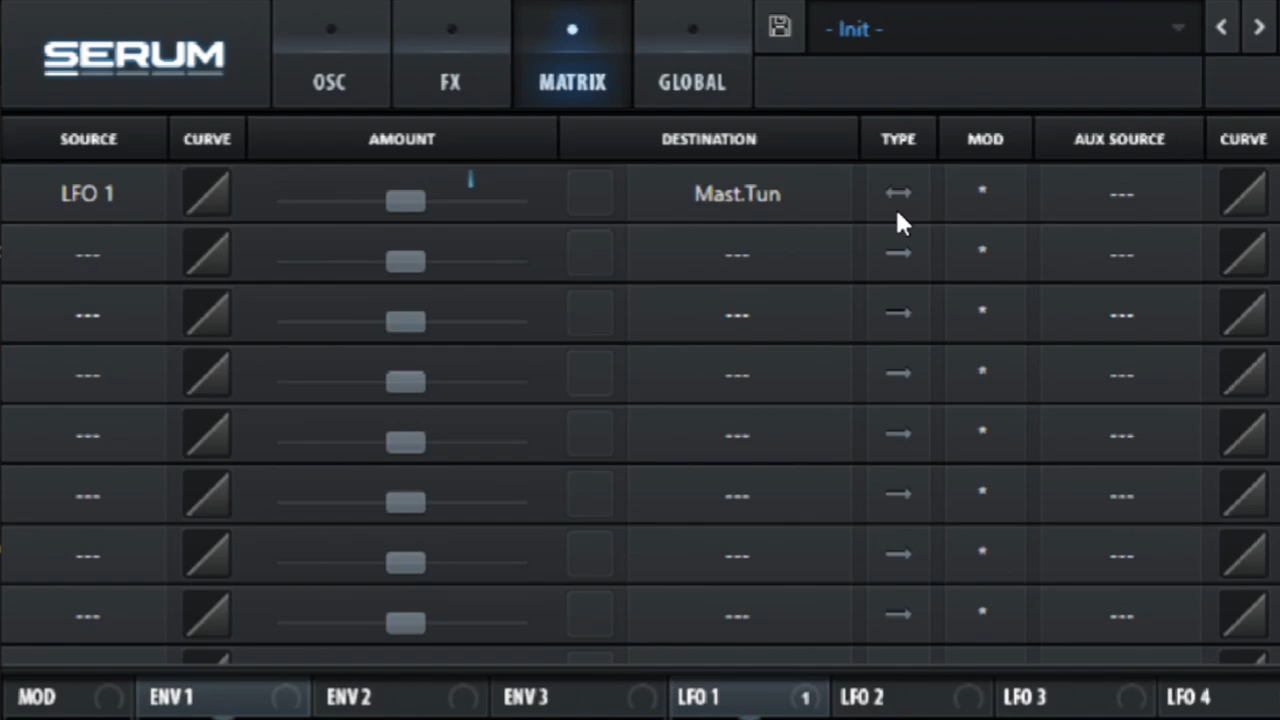 SERUM
OSC FX MATRIX GLOBAL - Init -
SOURCE CURVE AMOUNT DESTINATION TYPE MOD AUX SOURCE CURVE
LFO 1 Mast.Tun * ---
--- --- * ---
--- --- * ---
--- --- * ---
--- --- * ---
--- --- * ---
--- --- * ---
--- --- * ---
MOD ENV 1 ENV 2 ENV 3 LFO 1 1 LFO 2 LFO 3 LFO 4